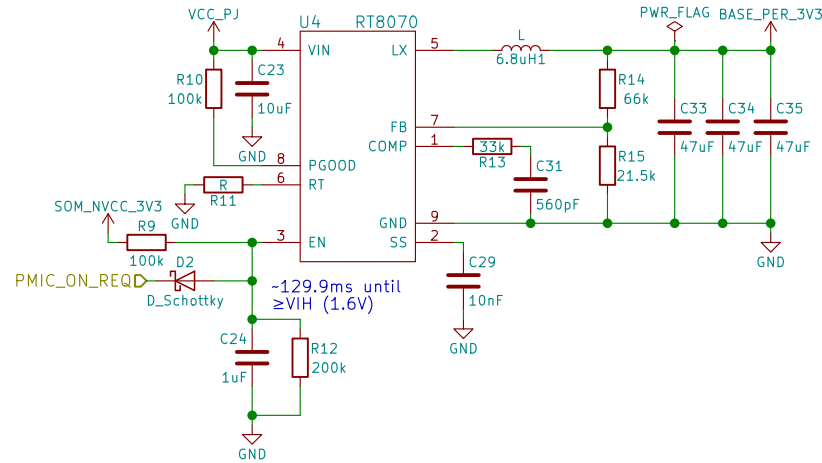 PWR_FLAG BASE_PER_3V3
VCC_PJ
U4 RT8070
4 VIN LX 5
L
6.8uH1
R10
100k
C23
10uF
GND
R14
66k
C33
47uF
C34
47uF
C35
47uF
FB 7
COMP 1
33k
R13
8 PGOOD
6 RT
R
R11
GND
C31
560pF
R15
21.5k
SOM_NVCC_3V3
R9
100k
GND 9
3 EN SS 2
GND
PMIC_ON_REQ
D2
D_Schottky
~129.9ms until
≥VIH (1.6V)
C29
10nF
GND
C24
1uF
R12
200k
GND